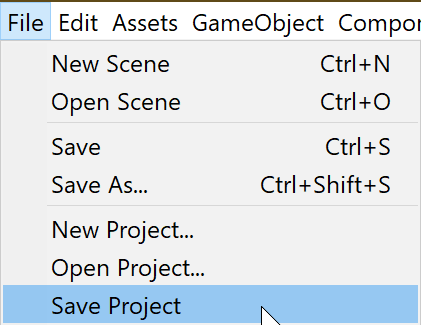 File Edit Assets GameObject Compor
New Scene Ctrl+N
Open Scene Ctrl+O
Save Ctrl+S
Save As... Ctrl+Shift+S
New Project...
Open Project...
Save Project